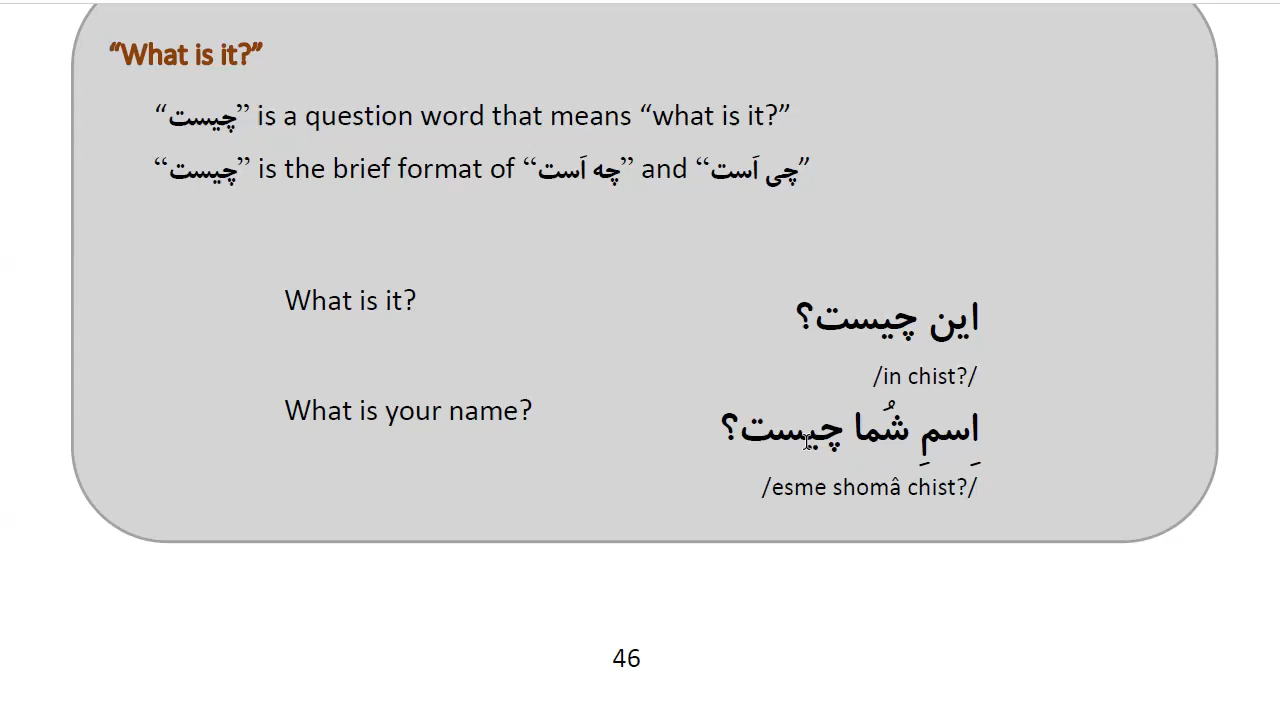 “What is it?”
“چیست” is a question word that means “what is it?”
“چیست” is the brief format of “چه اَست” and “چی اَست”
What is it?
این چیست؟
/in chist?/
What is your name?
اِسمِ شُما چیست؟
/esme shomâ chist?/
46